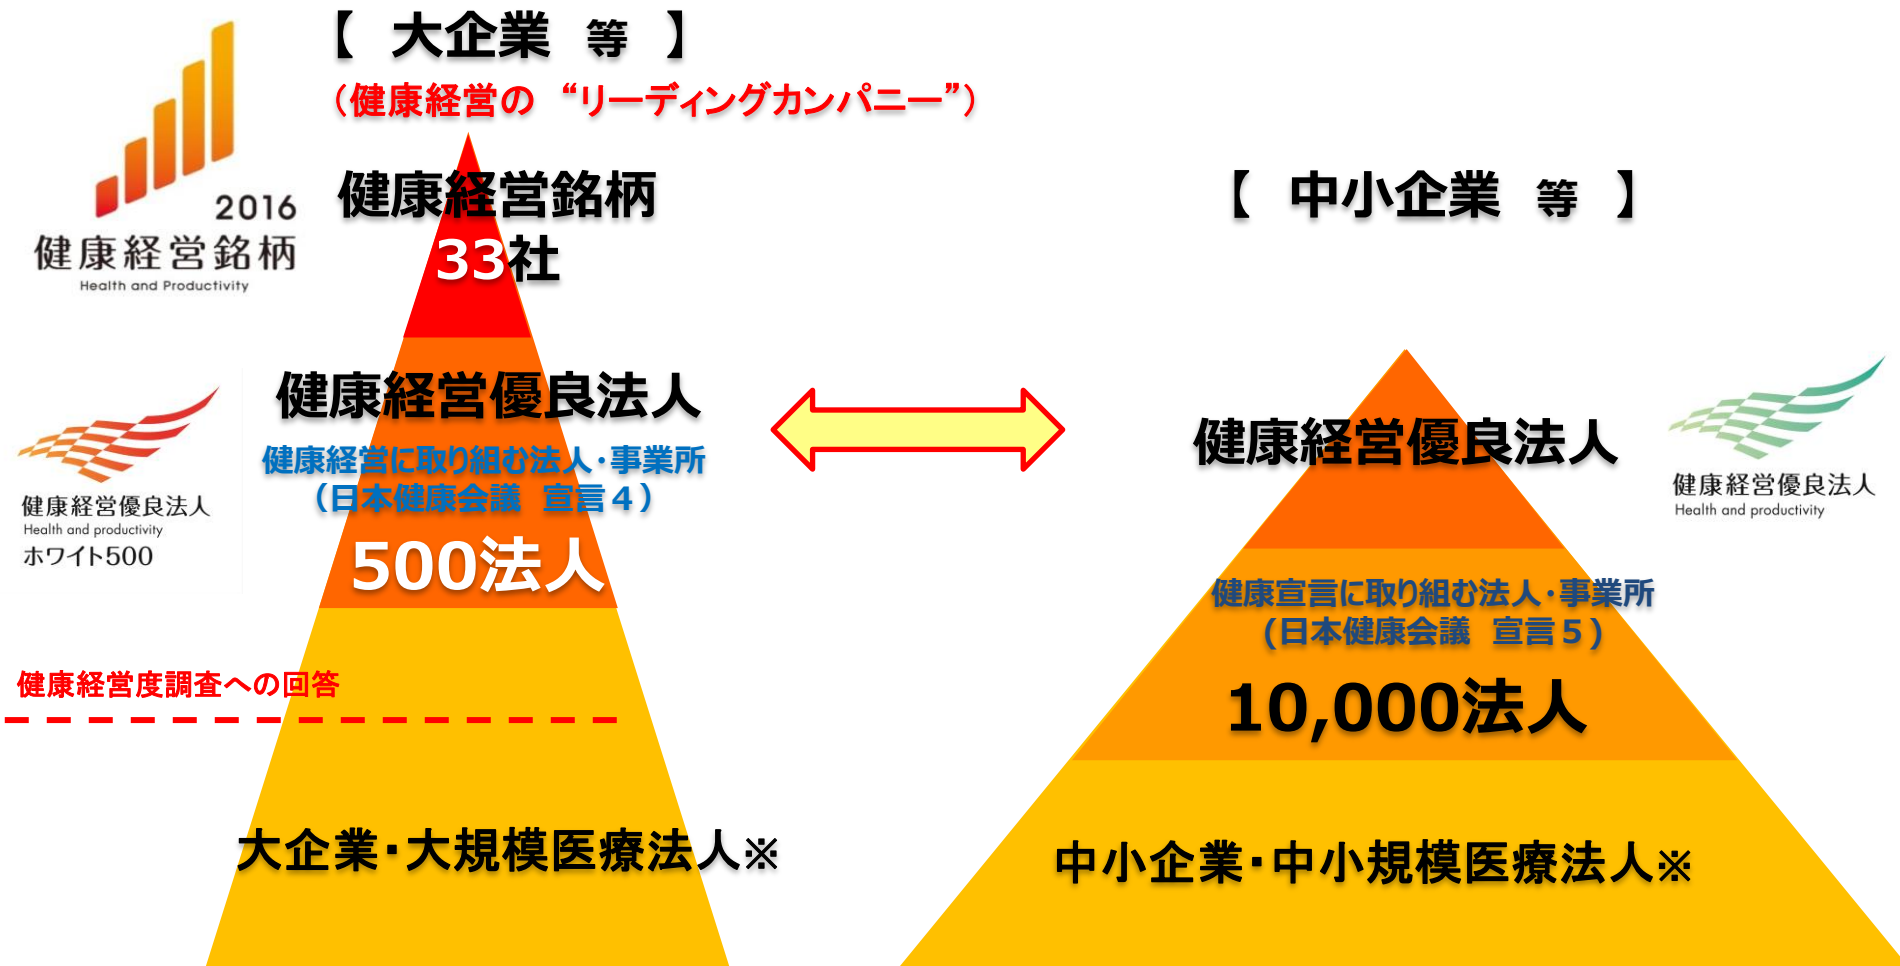 【 大企業 等 】
（健康経営の “リーディングカンパニー”）
2016
健康経営銘柄
Health and Productivity
健康経営銘柄
33社
健康経営優良法人
Health and productivity
ホワイト500
健康経営優良法人
健康経営に取り組む法人・事業所
（日本健康会議 宣言４）
500法人
健康経営度調査への回答
大企業・大規模医療法人※
【 中小企業 等 】
健康経営優良法人
健康経営優良法人
Health and productivity
健康宣言に取り組む法人・事業所
(日本健康会議 宣言５)
10,000法人
中小企業・中小規模医療法人※